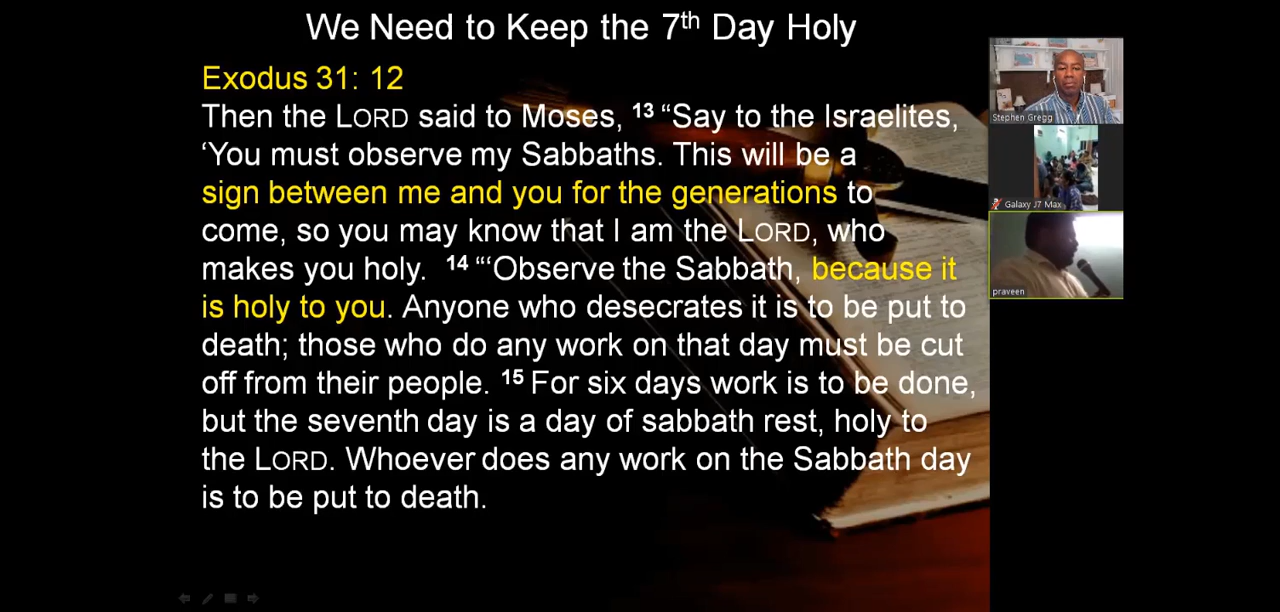 We Need to Keep the 7th Day Holy
Exodus 31: 12
Then the LORD said to Moses, 13 “Say to the Israelites,
‘You must observe my Sabbaths. This will be a
sign between me and you for the generations to
come, so you may know that I am the LORD, who
makes you holy. 14 “‘Observe the Sabbath, because it
is holy to you. Anyone who desecrates it is to be put to
death; those who do any work on that day must be cut
off from their people. 15 For six days work is to be done,
but the seventh day is a day of sabbath rest, holy to
the LORD. Whoever does any work on the Sabbath day
is to be put to death.
Stephen Gregg
Galaxy J7 Max
praveen